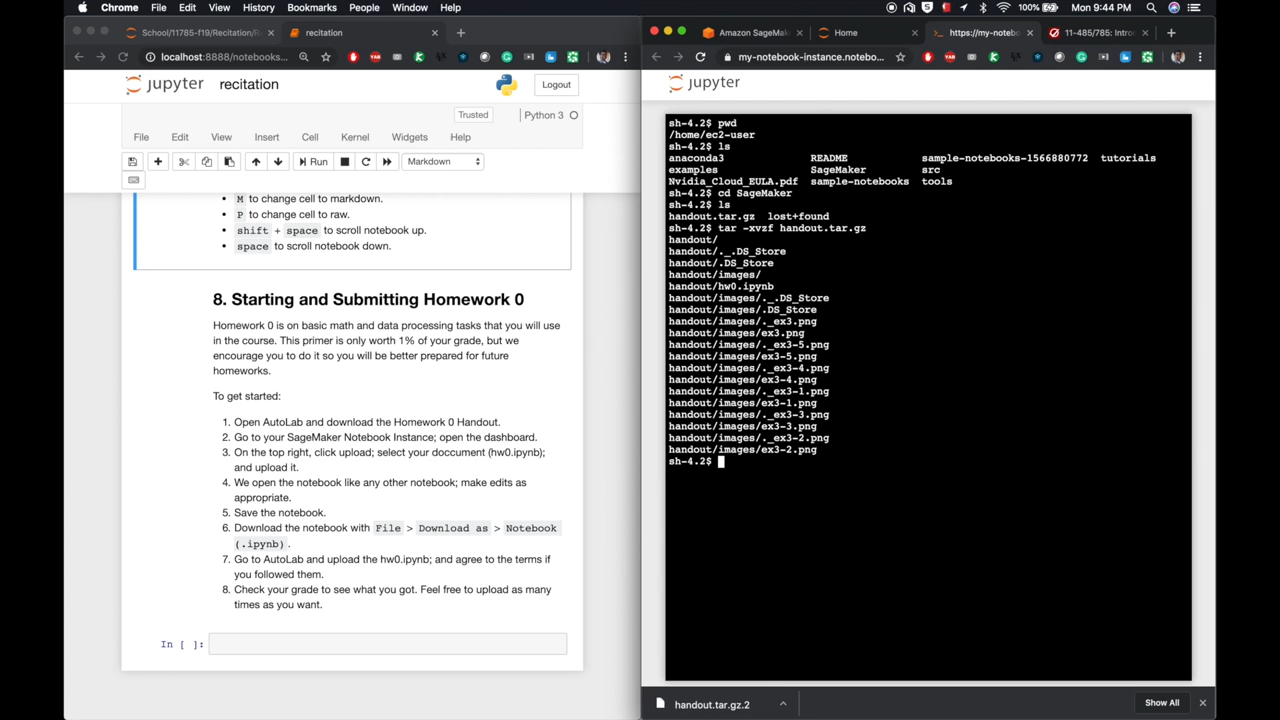 Chrome File Edit View History Bookmarks People Window Help 100% Mon 9:44 PM
School/11785-f19/Recitation/R
recitation
localhost:8888/notebooks...
jupyter recitation
Logout
Trusted
Python 3
File Edit View Insert Cell Kernel Widgets Help
Run
Markdown
M to change cell to markdown.
P to change cell to raw.
shift + space to scroll notebook up.
space to scroll notebook down.
8. Starting and Submitting Homework 0
Homework 0 is on basic math and data processing tasks that you will use
in the course. This primer is only worth 1% of your grade, but we
encourage you to do it so you will be better prepared for future
homeworks.
To get started:
1. Open AutoLab and download the Homework 0 Handout.
2. Go to your SageMaker Notebook Instance; open the dashboard.
3. On the top right, click upload; select your doccument (hw0.ipynb);
and upload it.
4. We open the notebook like any other notebook; make edits as
appropriate.
5. Save the notebook.
6. Download the notebook with File > Download as > Notebook
(.ipynb) .
7. Go to AutoLab and upload the hw0.ipynb; and agree to the terms if
you followed them.
8. Check your grade to see what you got. Feel free to upload as many
times as you want.
In [ ]:
Amazon SageMak
Home
https://my-noteb
11-485/785: Introd
my-notebook-instance.notebo...
jupyter
sh-4.2$ pwd
/home/ec2-user
sh-4.2$ ls
anaconda3 README sample-notebooks-1566880772 tutorials
examples SageMaker src
Nvidia_Cloud_EULA.pdf sample-notebooks tools
sh-4.2$ cd SageMaker
sh-4.2$ ls
handout.tar.gz lost+found
sh-4.2$ tar -xvzf handout.tar.gz
handout/
handout/._.DS_Store
handout/.DS_Store
handout/images/
handout/hw0.ipynb
handout/images/._.DS_Store
handout/images/.DS_Store
handout/images/._ex3.png
handout/images/ex3.png
handout/images/._ex3-5.png
handout/images/ex3-5.png
handout/images/._ex3-4.png
handout/images/ex3-4.png
handout/images/._ex3-1.png
handout/images/ex3-1.png
handout/images/._ex3-3.png
handout/images/ex3-3.png
handout/images/._ex3-2.png
handout/images/ex3-2.png
sh-4.2$
handout.tar.gz.2
Show All